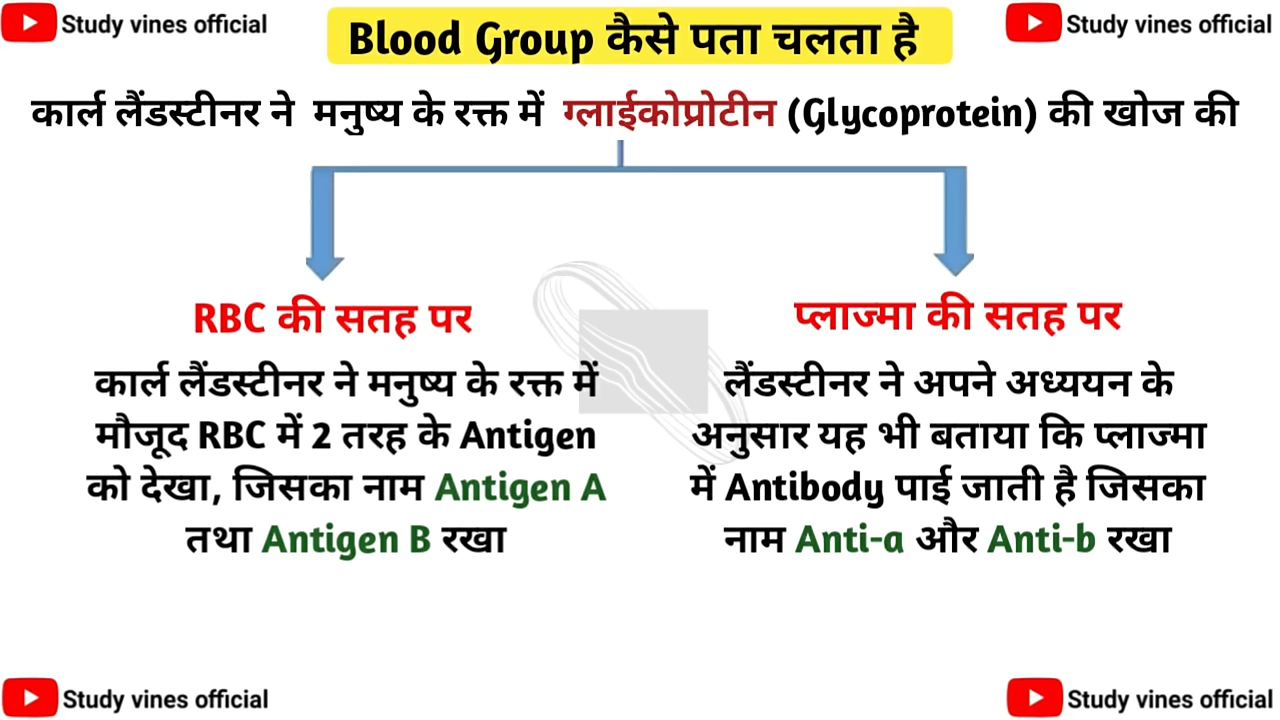 Study vines official
Blood Group कैसे पता चलता है
Study vines official
कार्ल लैंडस्टीनर ने मनुष्य के रक्त में ग्लाईकोप्रोटीन (Glycoprotein) की खोज की
RBC की सतह पर
कार्ल लैंडस्टीनर ने मनुष्य के रक्त में
मौजूद RBC में 2 तरह के Antigen
को देखा, जिसका नाम Antigen A
तथा Antigen B रखा
प्लाज्मा की सतह पर
लैंडस्टीनर ने अपने अध्ययन के
अनुसार यह भी बताया कि प्लाज्मा
में Antibody पाई जाती है जिसका
नाम Anti-a और Anti-b रखा
Study vines official
Study vines official